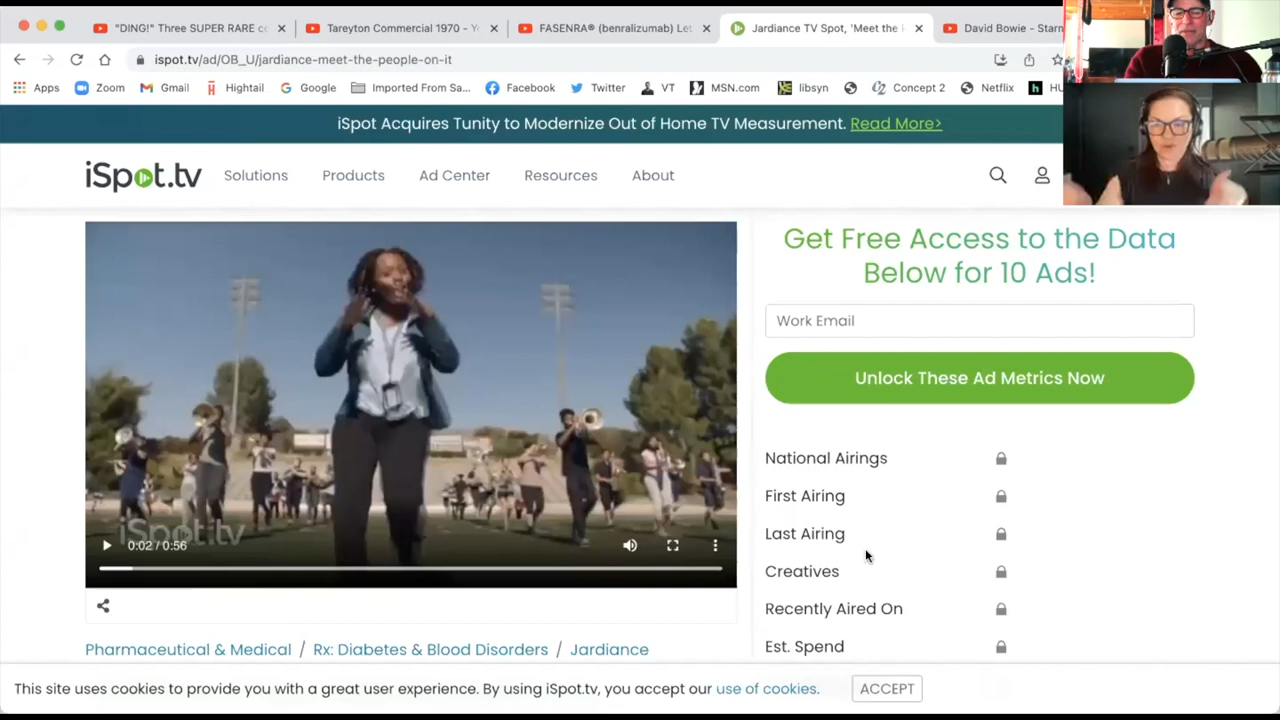 "DING!" Three SUPER RARE
Tareyton Commercial 1970 - Y
FASENRA® (benralizumab) Let
Jardiance TV Spot, 'Meet the
David Bowie - Starn
ispot.tv/ad/OB_U/jardiance-meet-the-people-on-it
Apps
Zoom
Gmail
Hightail
Google
Imported From Sa...
Facebook
Twitter
VT
MSN.com
libsyn
Concept 2
Netflix
HU
iSpot Acquires Tunity to Modernize Out of Home TV Measurement. Read More>
iSpot.tv
Solutions
Products
Ad Center
Resources
About
Get Free Access to the Data
Below for 10 Ads!
Work Email
Unlock These Ad Metrics Now
National Airings
First Airing
Last Airing
Creatives
Recently Aired On
Est. Spend
iSpot.tv
0:02 / 0:56
Pharmaceutical & Medical / Rx: Diabetes & Blood Disorders / Jardiance
This site uses cookies to provide you with a great user experience. By using iSpot.tv, you accept our use of cookies.
ACCEPT